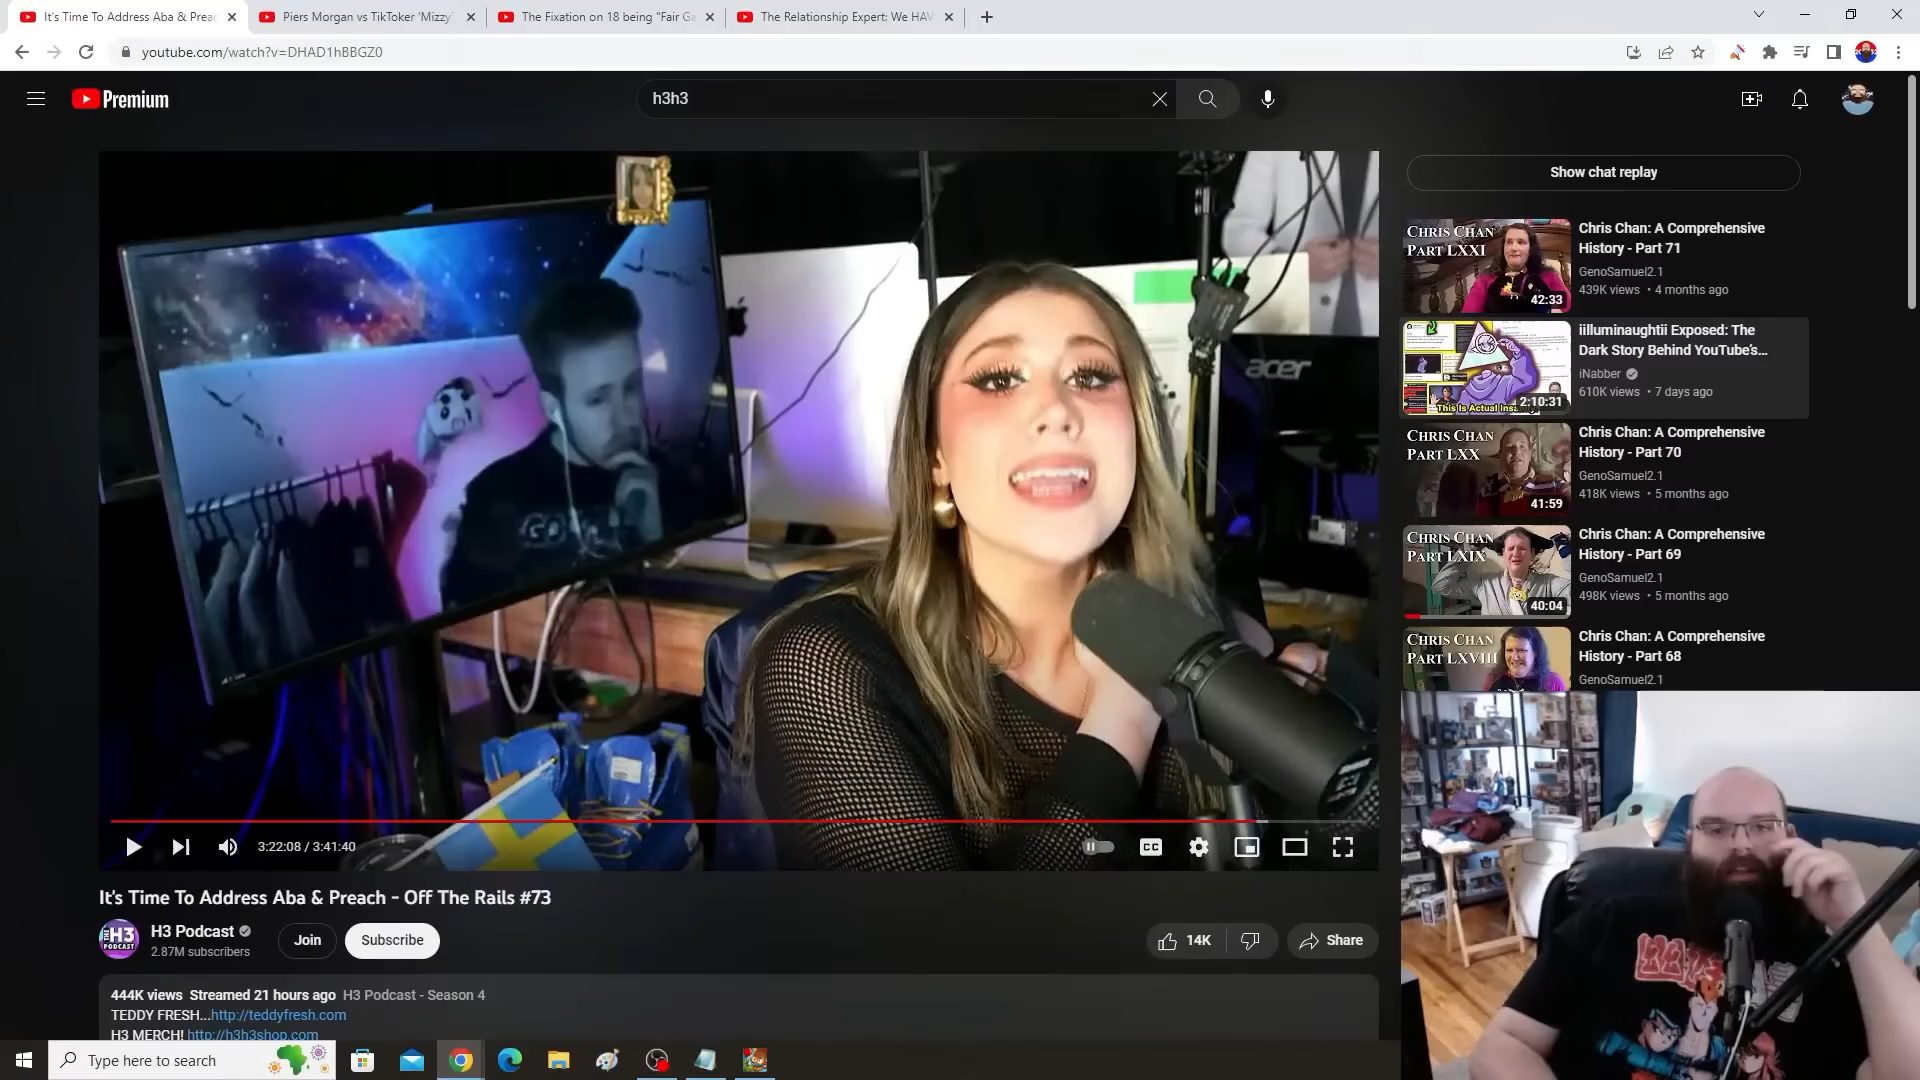 It's Time To Address Aba & Preac
Piers Morgan vs TikToker 'Mizzy'
The Fixation on 18 being "Fair Ga
The Relationship Expert: We HAV
youtube.com/watch?v=DHAD1hBBGZ0
Premium
h3h3
Show chat replay
acer
CHRIS CHAN
PART LXXI
42:33
Chris Chan: A Comprehensive
History - Part 71
GenoSamuel2.1
439K views • 4 months ago
This Is Actual
2:10:31
iilluminaughtii Exposed: The
Dark Story Behind YouTube's...
iNabber
610K views • 7 days ago
CHRIS CHAN
PART LXX
41:59
Chris Chan: A Comprehensive
History - Part 70
GenoSamuel2.1
418K views • 5 months ago
CHRIS CHAN
PART LXIX
40:04
Chris Chan: A Comprehensive
History - Part 69
GenoSamuel2.1
498K views • 5 months ago
CHRIS CHAN
PART LXVIII
Chris Chan: A Comprehensive
History - Part 68
GenoSamuel2.1
3:22:08 / 3:41:40
CC
It's Time To Address Aba & Preach - Off The Rails #73
THE H3 PODCAST
H3 Podcast
2.87M subscribers
Join
Subscribe
14K
Share
444K views Streamed 21 hours ago H3 Podcast - Season 4
TEDDY FRESH...http://teddyfresh.com
H3 MERCH! http://h3h3shop.com
Type here to search